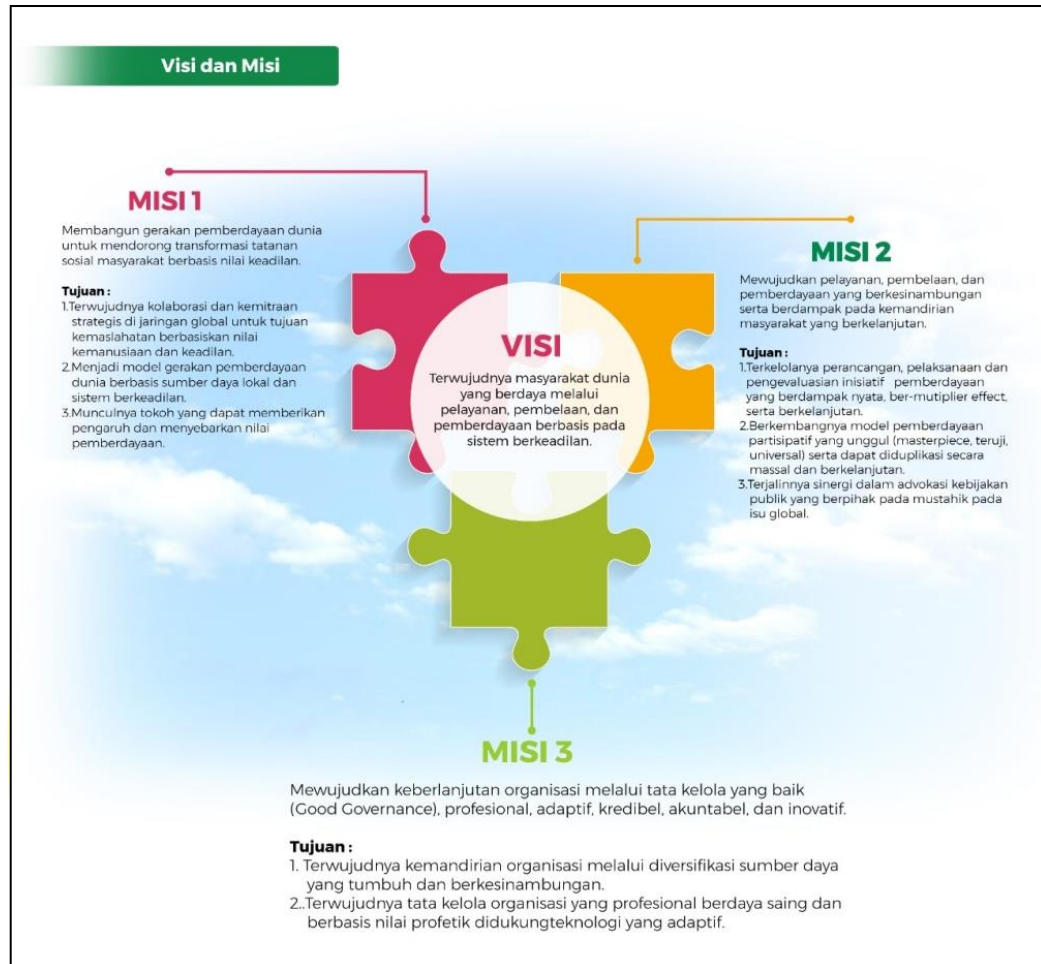 Visi dan Misi
MISI 1
Membangun gerakan pemberdayaan dunia
untuk mendorong transformasi tatanan
sosial masyarakat berbasis nilai keadilan.
Tujuan :
1.Terwujudnya kolaborasi dan kemitraan
strategis di jaringan global untuk tujuan
kemaslahatan berbasiskan nilai
kemanusiaan dan keadilan.
2.Menjadi model gerakan pemberdayaan
dunia berbasis sumber daya lokal dan
sistem berkeadilan.
3.Munculnya tokoh yang dapat memberikan
pengaruh dan menyebarkan nilai
pemberdayaan.
VISI
Terwujudnya masyarakat dunia
yang berdaya melalui
pelayanan, pembelaan, dan
pemberdayaan berbasis pada
sistem berkeadilan.
MISI 2
Mewujudkan pelayanan, pembelaan, dan
pemberdayaan yang berkesinambungan
serta berdampak pada kemandirian
masyarakat yang berkelanjutan.
Tujuan :
1.Terkelolanya perancangan, pelaksanaan dan
pengevaluasian inisiatif pemberdayaan
yang berdampak nyata, ber-mutiplier effect,
serta berkelanjutan.
2.Berkembangnya model pemberdayaan
partisipatif yang unggul (masterpiece, teruji,
universal) serta dapat diduplikasi secara
massal dan berkelanjutan.
3.Terjalinnya sinergi dalam advokasi kebijakan
publik yang berpihak pada mustahik pada
isu global.
MISI 3
Mewujudkan keberlanjutan organisasi melalui tata kelola yang baik
(Good Governance), profesional, adaptif, kredibel, akuntabel, dan inovatif.
Tujuan :
1. Terwujudnya kemandirian organisasi melalui diversifikasi sumber daya
yang tumbuh dan berkesinambungan.
2..Terwujudnya tata kelola organisasi yang profesional berdaya saing dan
berbasis nilai profetik didukungteknologi yang adaptif.